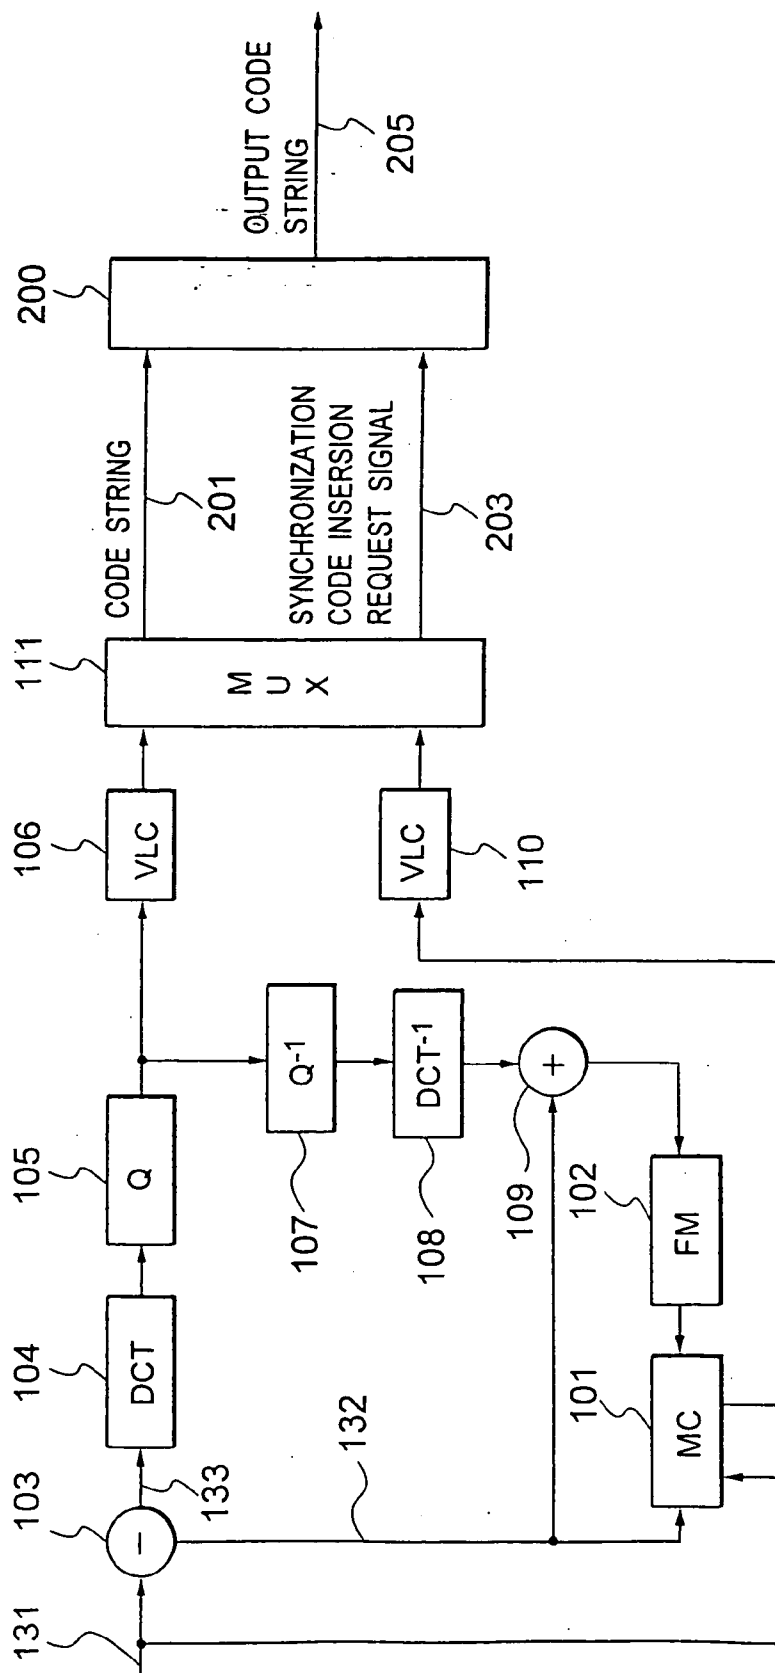 131
103
133
104
DCT
105
Q
106
VLC
111
MUX
CODE STRING
201
200
OUTPUT CODE
STRING
205
SYNCHRONIZATION
CODE INSERSION
REQUEST SIGNAL
203
VLC
110
Q-1
107
DCT-1
108
+
109
132
-
101
MC
102
FM